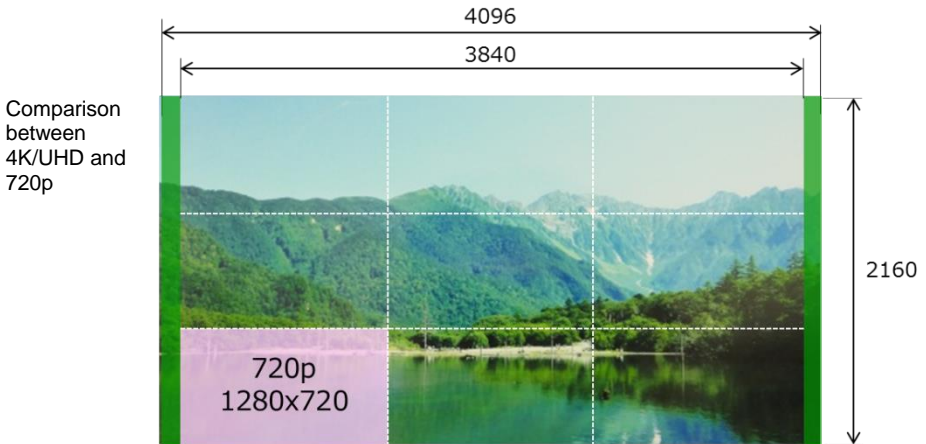 4096
3840
Comparison
between
4K/UHD and
720p
2160
720p
1280x720